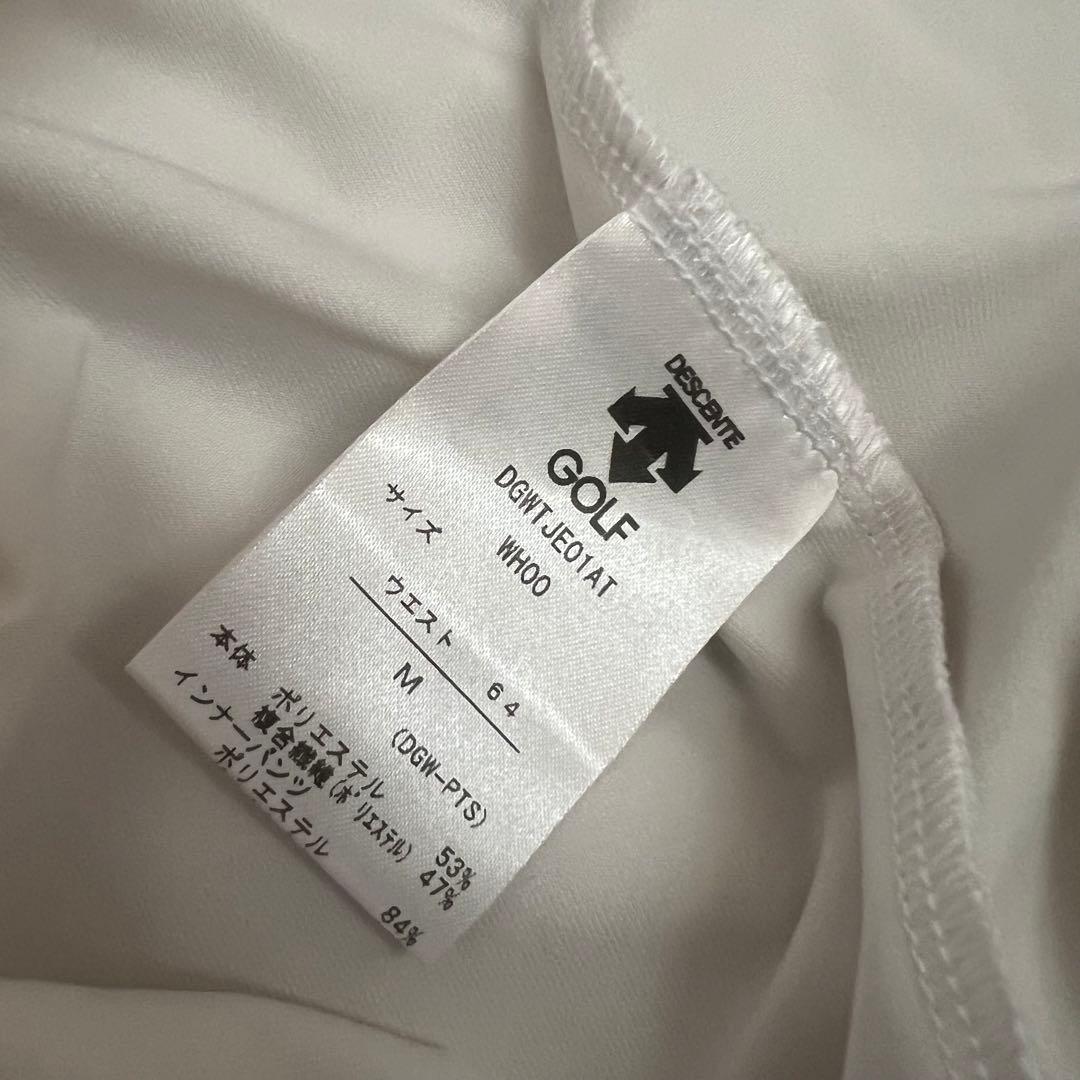 DESCENTE
GOLF
DGWTJE01AT
WH00
サイズ
ウエスト 64
M (DGW-PTS)
本体
ポリエステル 53%
複合繊維(ﾎﾟﾘｴｽﾃﾙ) 47%
インナーパンツ
ポリエステル 84%